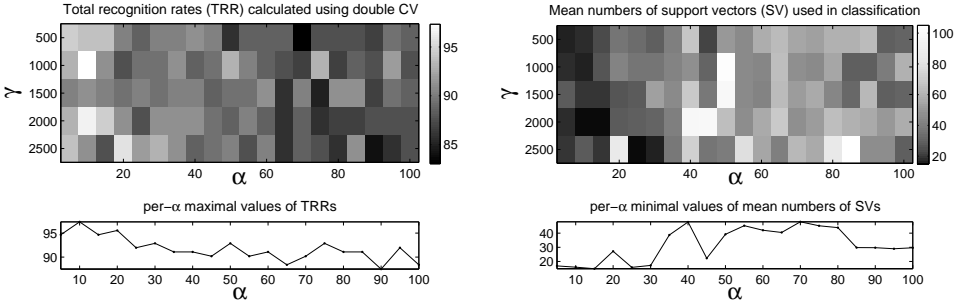 Total recognition rates (TRR) calculated using double CV
500
1000
1500
2000
2500
γ
20 40 60 80 100
α
95
90
85
Mean numbers of support vectors (SV) used in classification
500
1000
1500
2000
2500
γ
20 40 60 80 100
α
100
80
60
40
20
per−α maximal values of TRRs
95
90
10 20 30 40 50 60 70 80 90 100
α
per−α minimal values of mean numbers of SVs
40
30
20
10 20 30 40 50 60 70 80 90 100
α